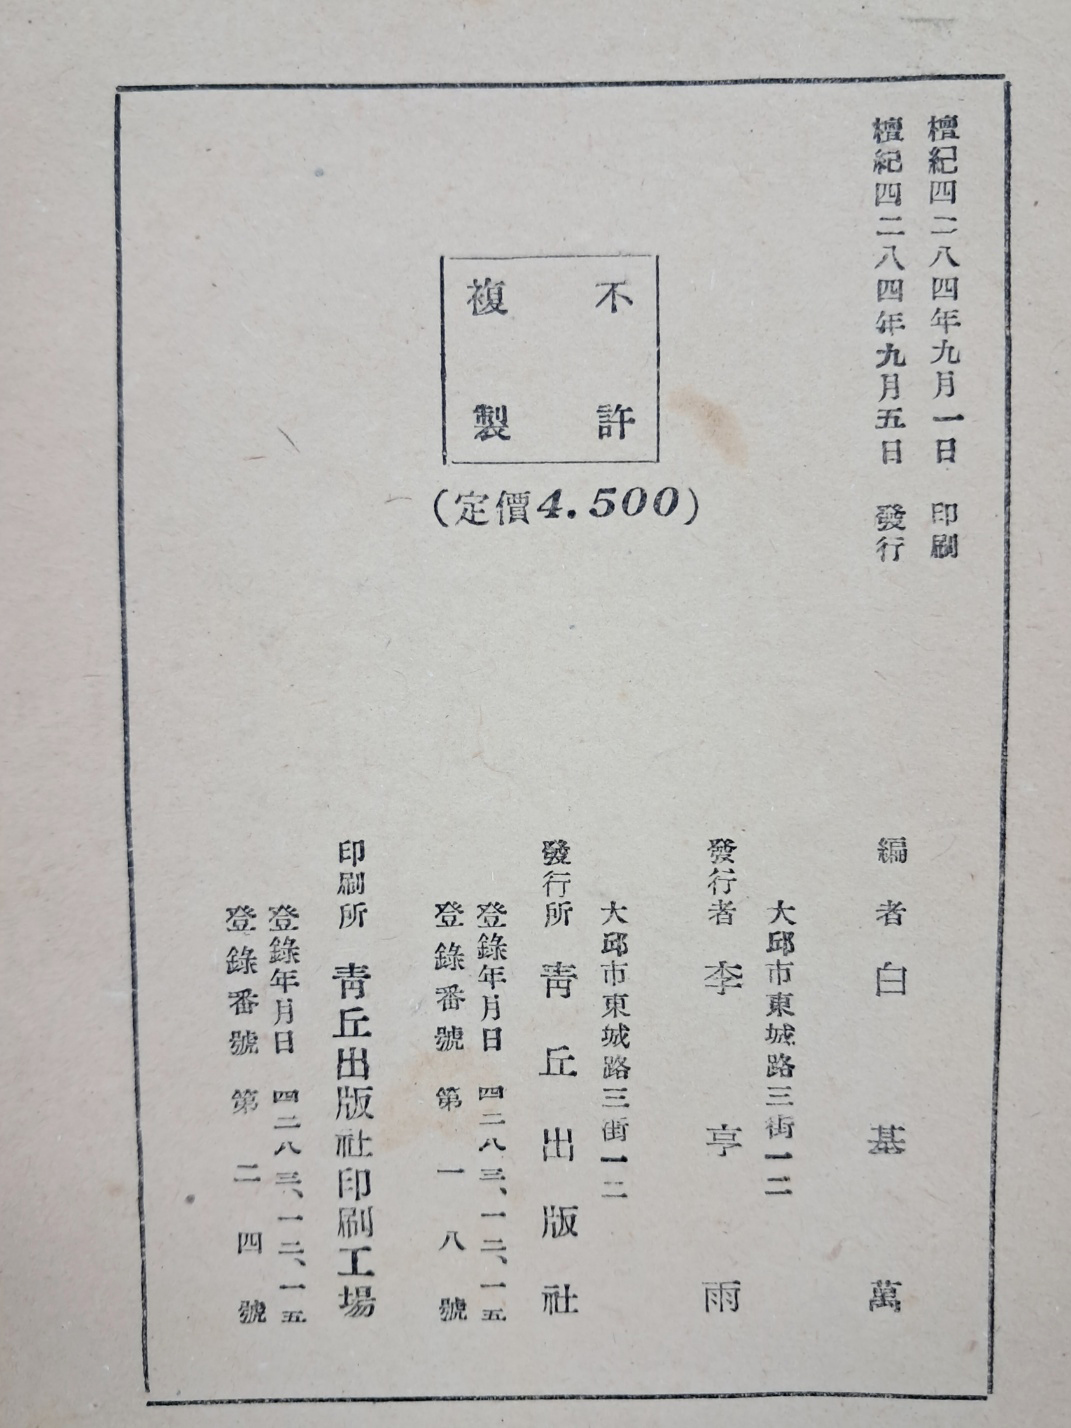 檀紀四二八四年九月一日 印刷
檀紀四二八四年九月五日 發行
不許
複製
(定價4.500)
編者 白基萬
大邱市東城路三街一二
發行者 李亨雨
大邱市東城路三街一二
發行所 靑丘出版社
登錄年月日 四二八三、一二、一五
登錄番號 第一八號
印刷所 靑丘出版社印刷工場
登錄年月日 四二八三、一二、一五
登錄番號 第二四號